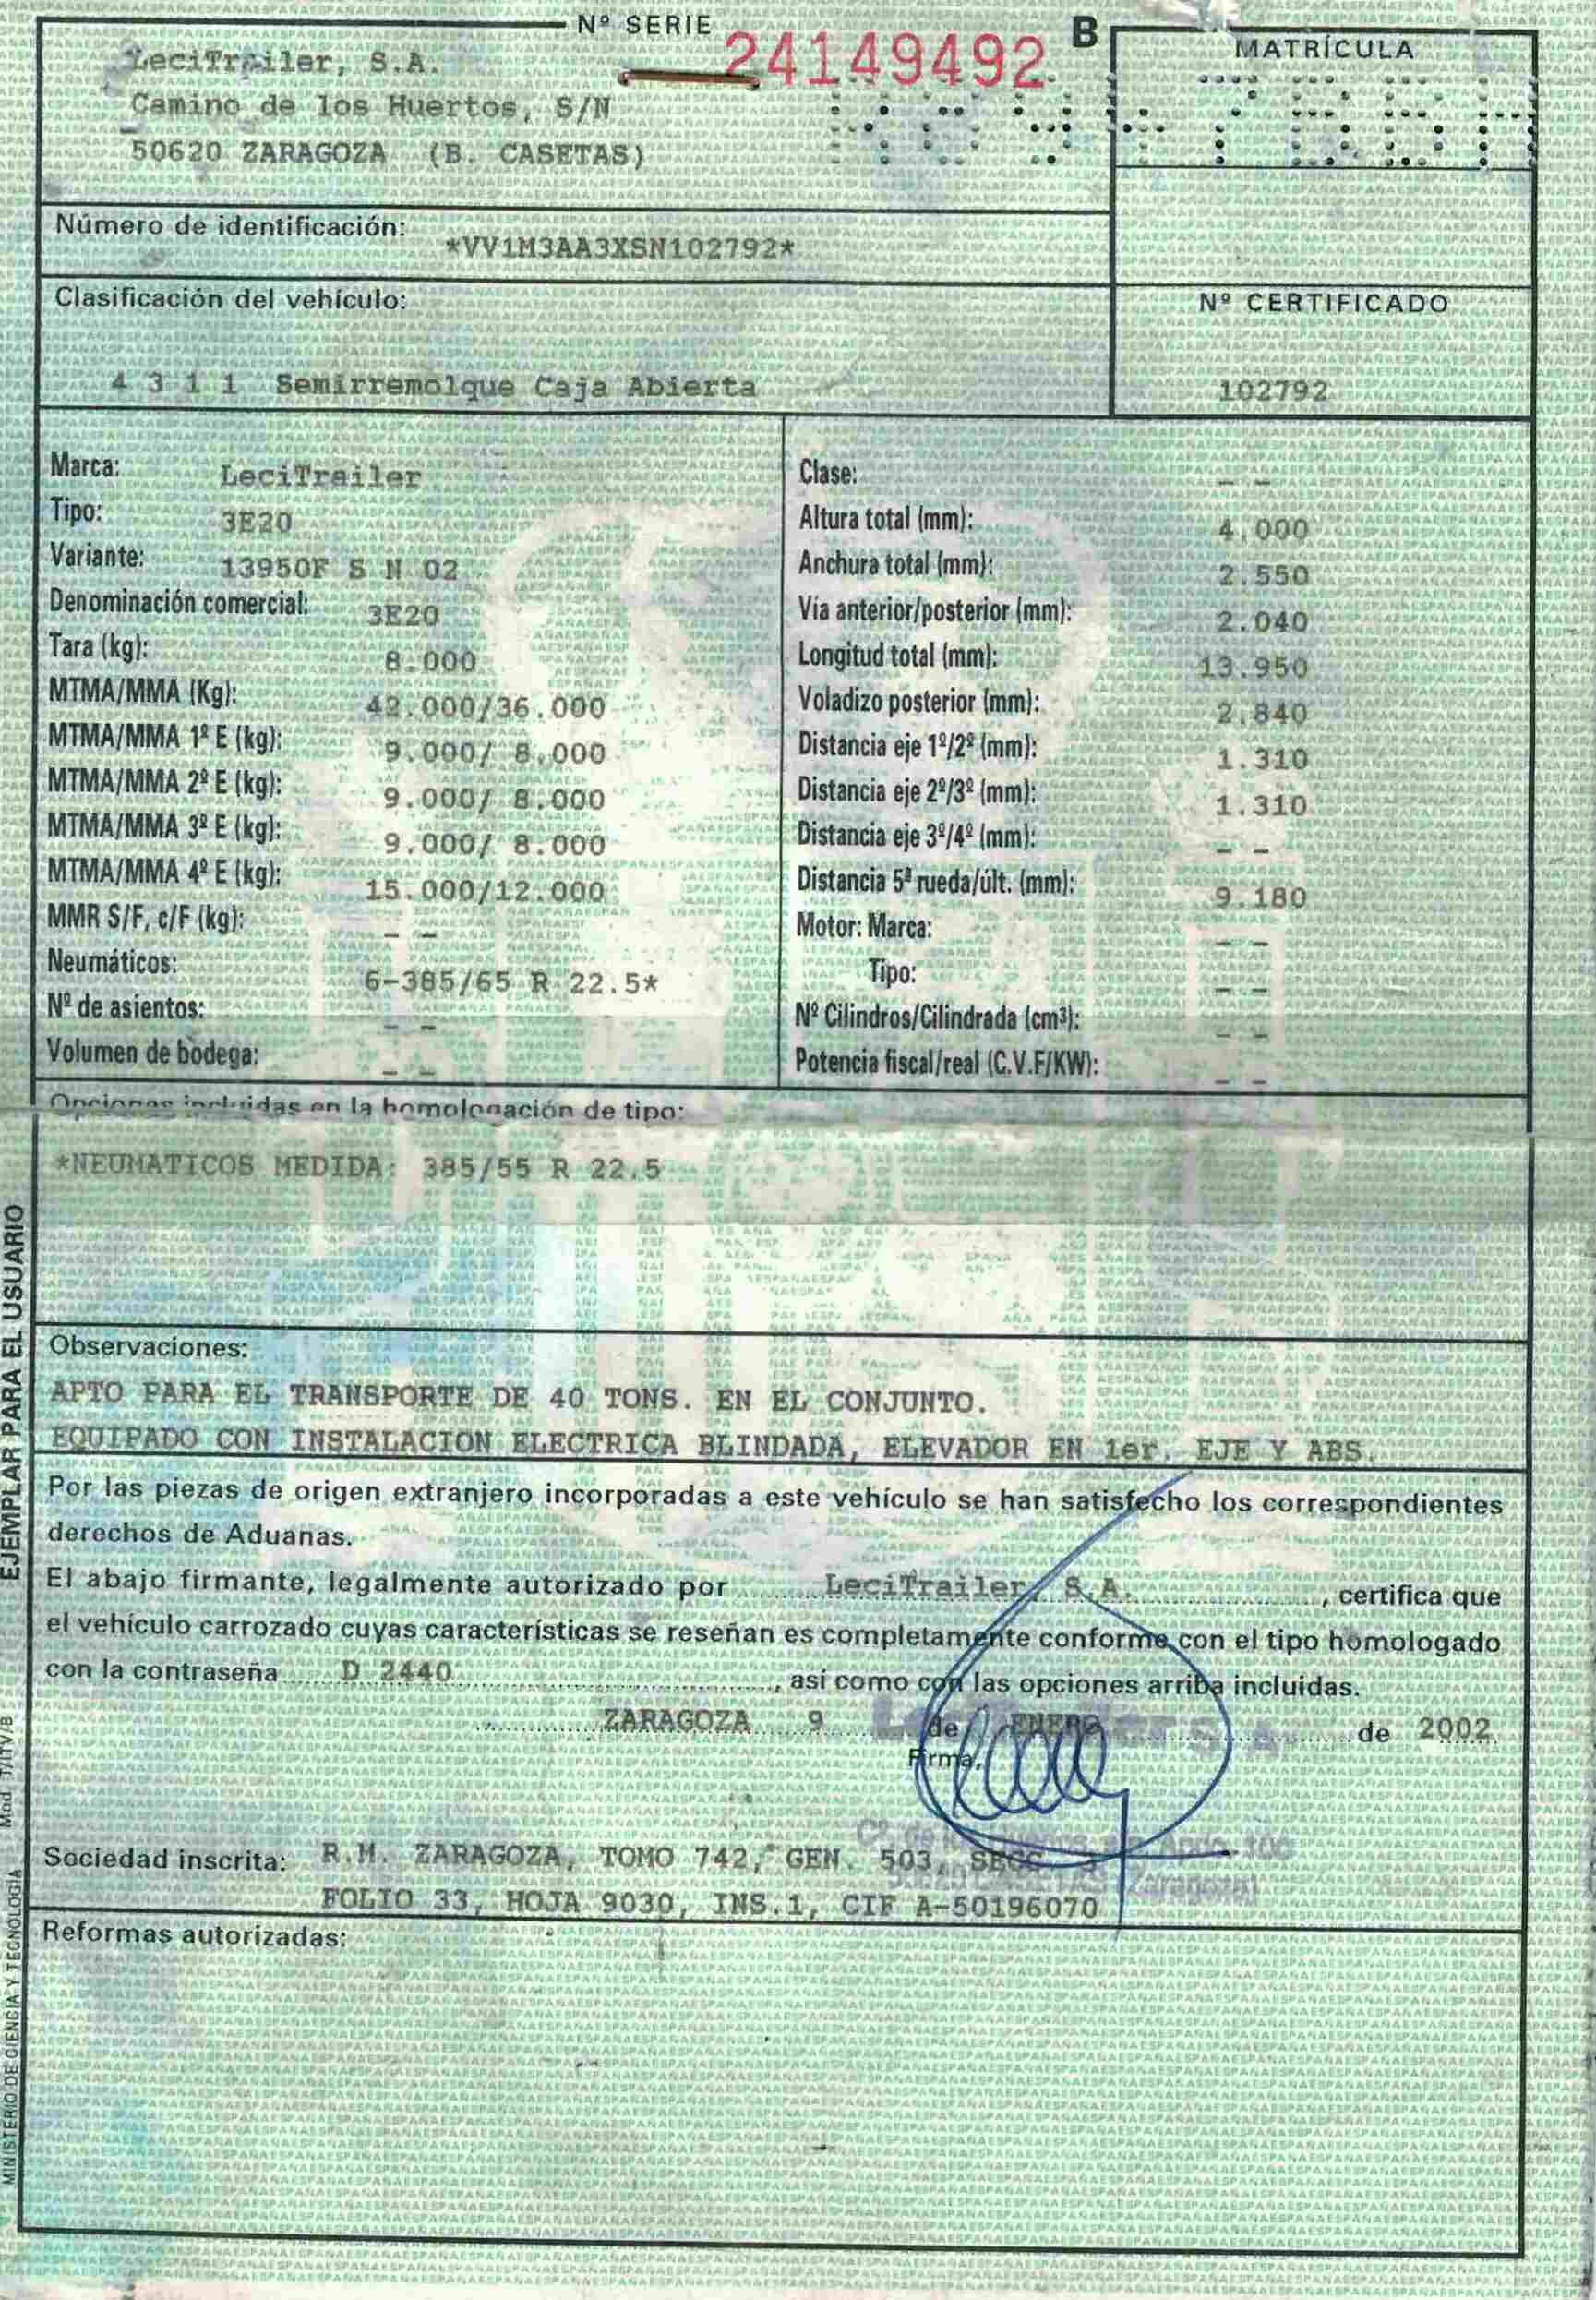 Nº SERIE 24149492 B
MATRÍCULA
LeciTrailer, S.A.
Camino de los Huertos, S/N
50620 ZARAGOZA (B. CASETAS)
Número de identificación: *VV1M3AA3XSN102792*
Clasificación del vehículo:
4 3 1 1 Semirremolque Caja Abierta
Nº CERTIFICADO
102792
Marca: LeciTrailer
Tipo: 3E20
Variante: 13950F S N 02
Denominación comercial: 3E20
Tara (kg): 8.000
MTMA/MMA (Kg): 42.000/36.000
MTMA/MMA 1º E (kg): 9.000/ 8.000
MTMA/MMA 2º E (kg): 9.000/ 8.000
MTMA/MMA 3º E (kg): 9.000/ 8.000
MTMA/MMA 4º E (kg): 15.000/12.000
MMR S/F, c/F (kg): - -
Neumáticos: 6-385/65 R 22.5*
Nº de asientos: - -
Volumen de bodega: - -
Clase: - -
Altura total (mm): 4.000
Anchura total (mm): 2.550
Vía anterior/posterior (mm): 2.040
Longitud total (mm): 13.950
Voladizo posterior (mm): 2.840
Distancia eje 1º/2º (mm): 1.310
Distancia eje 2º/3º (mm): 1.310
Distancia eje 3º/4º (mm): - -
Distancia 5ª rueda/últ. (mm): 9.180
Motor: Marca: - -
Tipo: - -
Nº Cilindros/Cilindrada (cm³): - -
Potencia fiscal/real (C.V.F/KW): - -
Opciones incluidas en la homologación de tipo:
*NEUMATICOS MEDIDA: 385/55 R 22.5
Observaciones:
APTO PARA EL TRANSPORTE DE 40 TONS. EN EL CONJUNTO.
EQUIPADO CON INSTALACION ELECTRICA BLINDADA, ELEVADOR EN 1er. EJE Y ABS.
Por las piezas de origen extranjero incorporadas a este vehículo se han satisfecho los correspondientes
derechos de Aduanas.
El abajo firmante, legalmente autorizado por LeciTrailer, S.A., certifica que
el vehículo carrozado cuyas características se reseñan es completamente conforme con el tipo homologado
con la contraseña D 2440, así como con las opciones arriba incluidas.
ZARAGOZA 9 de ENERO de 2002
Firma,
LeciTrailer S.A.
Sociedad inscrita: R.M. ZARAGOZA, TOMO 742, GEN. 503, SECC. 3
FOLIO 33, HOJA 9030, INS.1, CIF A-50196070
Reformas autorizadas:
EJEMPLAR PARA EL USUARIO
MINISTERIO DE CIENCIA Y TECNOLOGIA - Mod. T/ITV/B